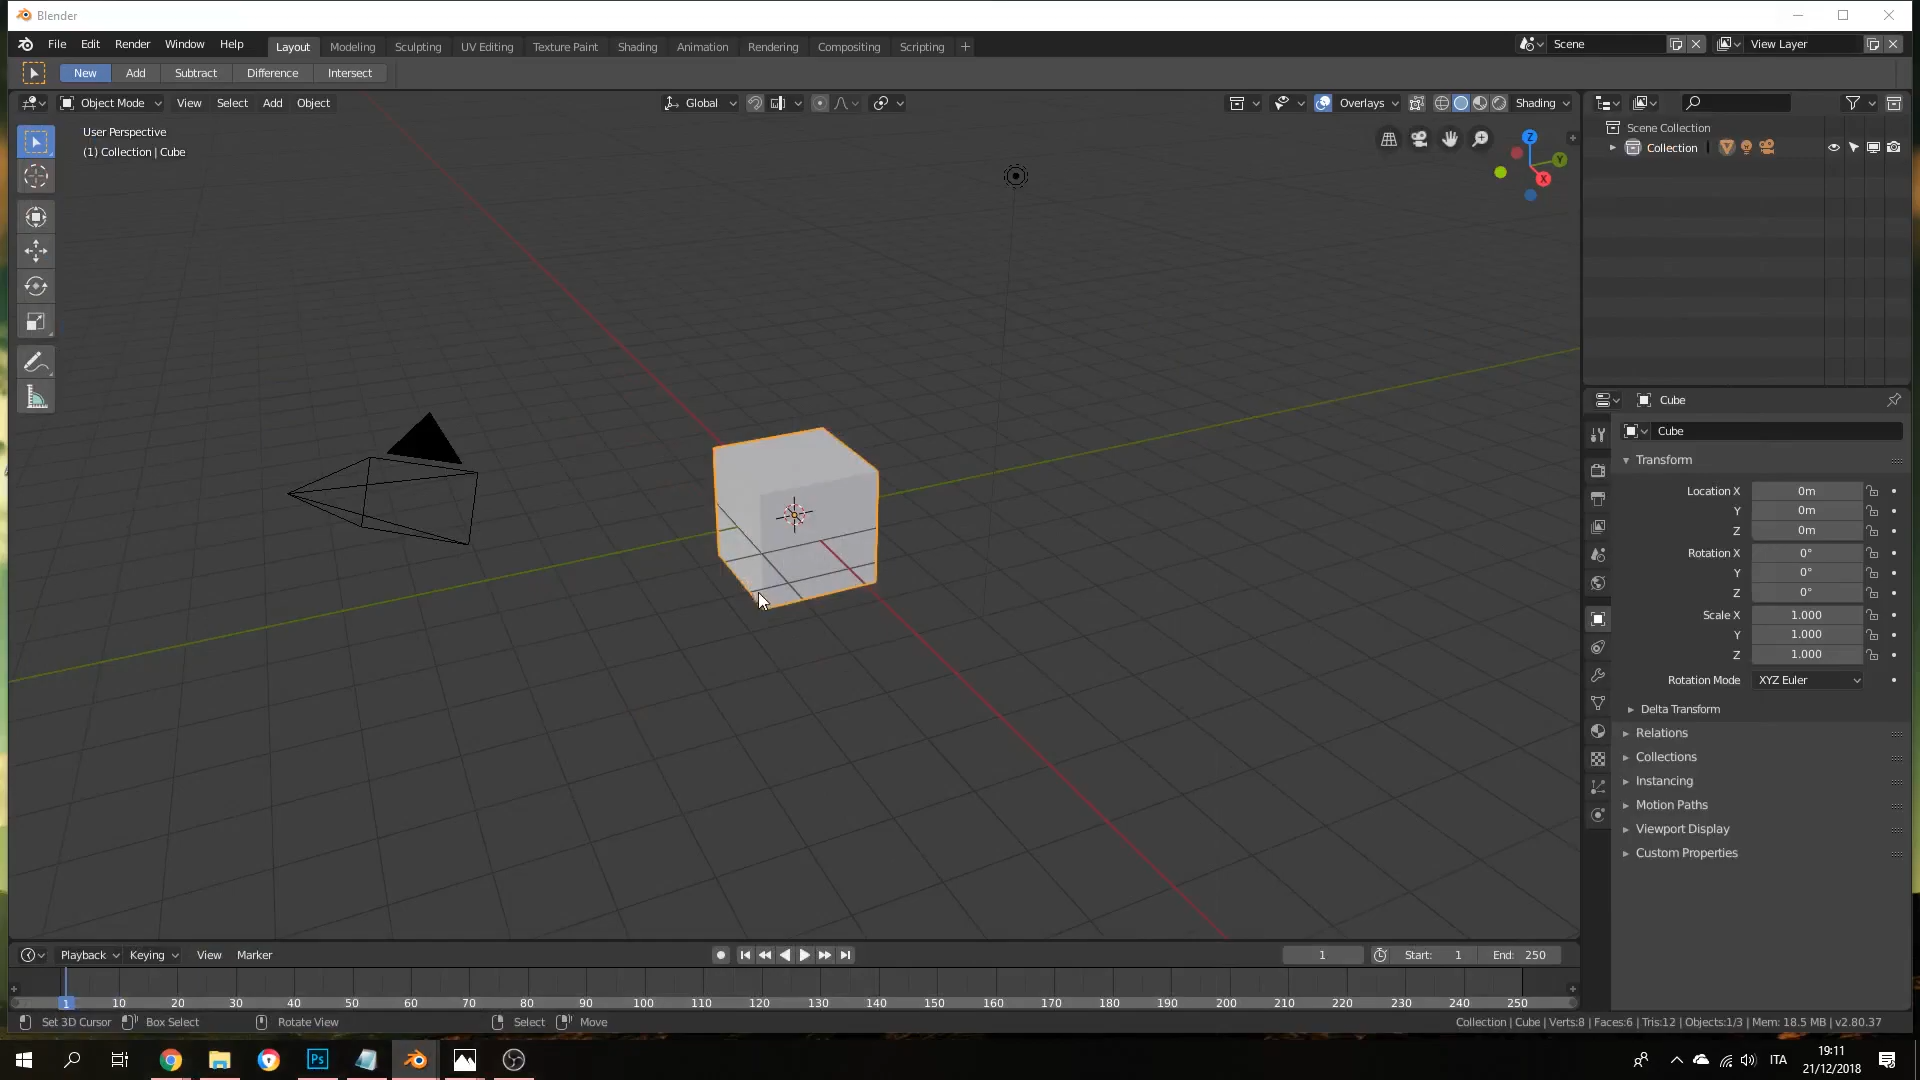 Blender
File Edit Render Window Help Layout Modeling Sculpting UV Editing Texture Paint Shading Animation Rendering Compositing Scripting + Scene View Layer
New Add Subtract Difference Intersect
Object Mode View Select Add Object Global Overlays Shading
User Perspective
(1) Collection | Cube
Z
Y
X
Scene Collection
Collection
Cube
Cube
Transform
Location X 0m
Y 0m
Z 0m
Rotation X 0°
Y 0°
Z 0°
Scale X 1.000
Y 1.000
Z 1.000
Rotation Mode XYZ Euler
Delta Transform
Relations
Collections
Instancing
Motion Paths
Viewport Display
Custom Properties
Playback Keying View Marker 1 Start: 1 End: 250
1 10 20 30 40 50 60 70 80 90 100 110 120 130 140 150 160 170 180 190 200 210 220 230 240 250
Set 3D Cursor Box Select Rotate View Select Move Collection | Cube | Verts:8 | Faces:6 | Tris:12 | Objects:1/3 | Mem: 18.5 MB | v2.80.37
Ps
ITA
19:11
21/12/2018